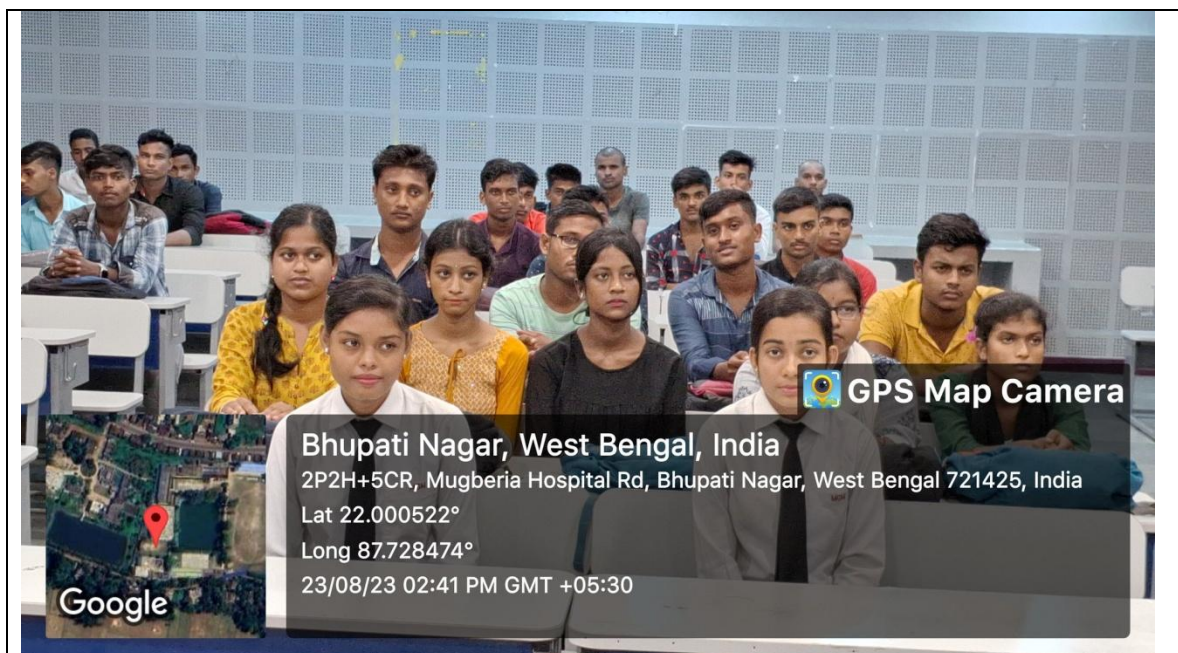 GPS Map Camera
Bhupati Nagar, West Bengal, India
2P2H+5CR, Mugberia Hospital Rd, Bhupati Nagar, West Bengal 721425, India
Lat 22.000522°
Long 87.728474°
23/08/23 02:41 PM GMT +05:30
Google